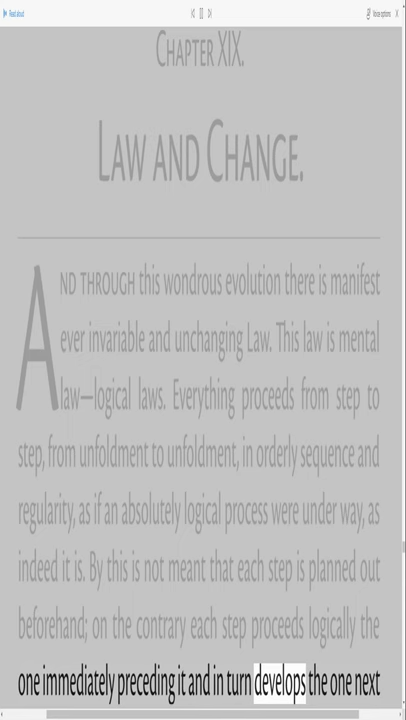 Read aloud
Voice options
CHAPTER XIX.
LAW AND CHANGE.
AND THROUGH this wondrous evolution there is manifest
ever invariable and unchanging Law. This law is mental
law—logical laws. Everything proceeds from step to
step, from unfoldment to unfoldment, in orderly sequence and
regularity, as if an absolutely logical process were under way, as
indeed it is. By this is not meant that each step is planned out
beforehand; on the contrary each step proceeds logically the
one immediately preceding it and in turn develops the one next